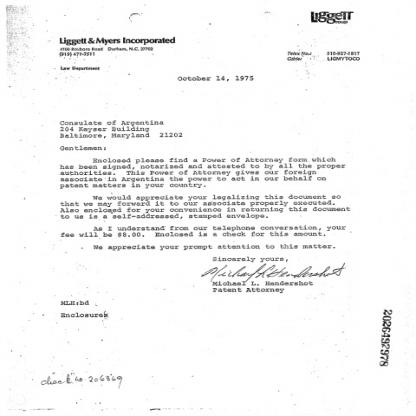 Liggett
GROUP
Liggett & Myers Incorporated
4100 Roxboro Road Durham, N.C. 27702
(919) 477-7511
Law Department
Cable: LIGMYTOCO
October 14, 1975
Consulate of Argentina
204 Keyser Building
Baltimore, Maryland 21202
Gentlemen:
Enclosed please find a Power of Attorney form which
has been signed, notarized and attested to by all the proper
authorities. This Power of Attorney gives our foreign
associate in Argentina the power to act in our behalf on
patent matters in your country.
We would appreciate your legalizing this document so
that we may forward it to our associate properly executed.
Also enclosed for your convenience in returning this document
to us is a self-addressed, stamped envelope.
As I understand from our telephone conversation, your
fee will be $8.00. Enclosed is a check for this amount.
We appreciate your prompt attention to this matter.
Sincerely yours,
Michael L. Hendershot
Michael L. Hendershot
Patent Attorney
MLH:bd
Enclosures
check no. 206869
2026492978